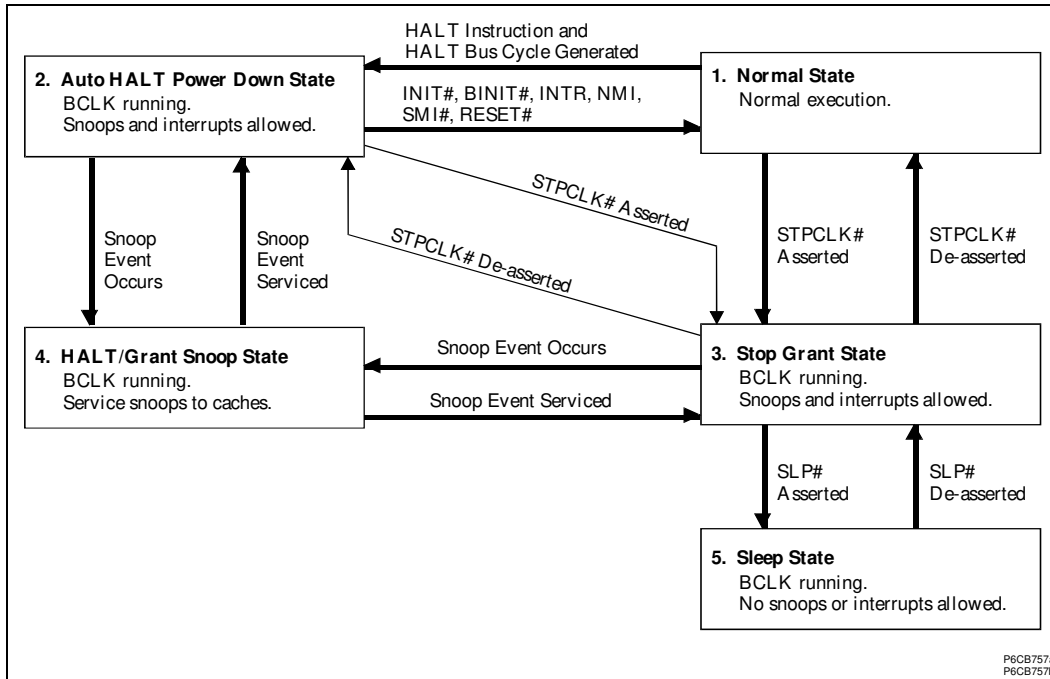 HALT Instruction and
HALT Bus Cycle Generated
2. Auto HALT Power Down State
BCLK running.
Snoops and interrupts allowed.
1. Normal State
Normal execution.
INIT#, BINIT#, INTR, NMI,
SMI#, RESET#
STPCLK# Asserted
STPCLK# De-asserted
Snoop
Event
Occurs
Snoop
Event
Serviced
STPCLK#
Asserted
STPCLK#
De-asserted
4. HALT/Grant Snoop State
BCLK running.
Service snoops to caches.
Snoop Event Occurs
Snoop Event Serviced
3. Stop Grant State
BCLK running.
Snoops and interrupts allowed.
SLP#
Asserted
SLP#
De-asserted
5. Sleep State
BCLK running.
No snoops or interrupts allowed.